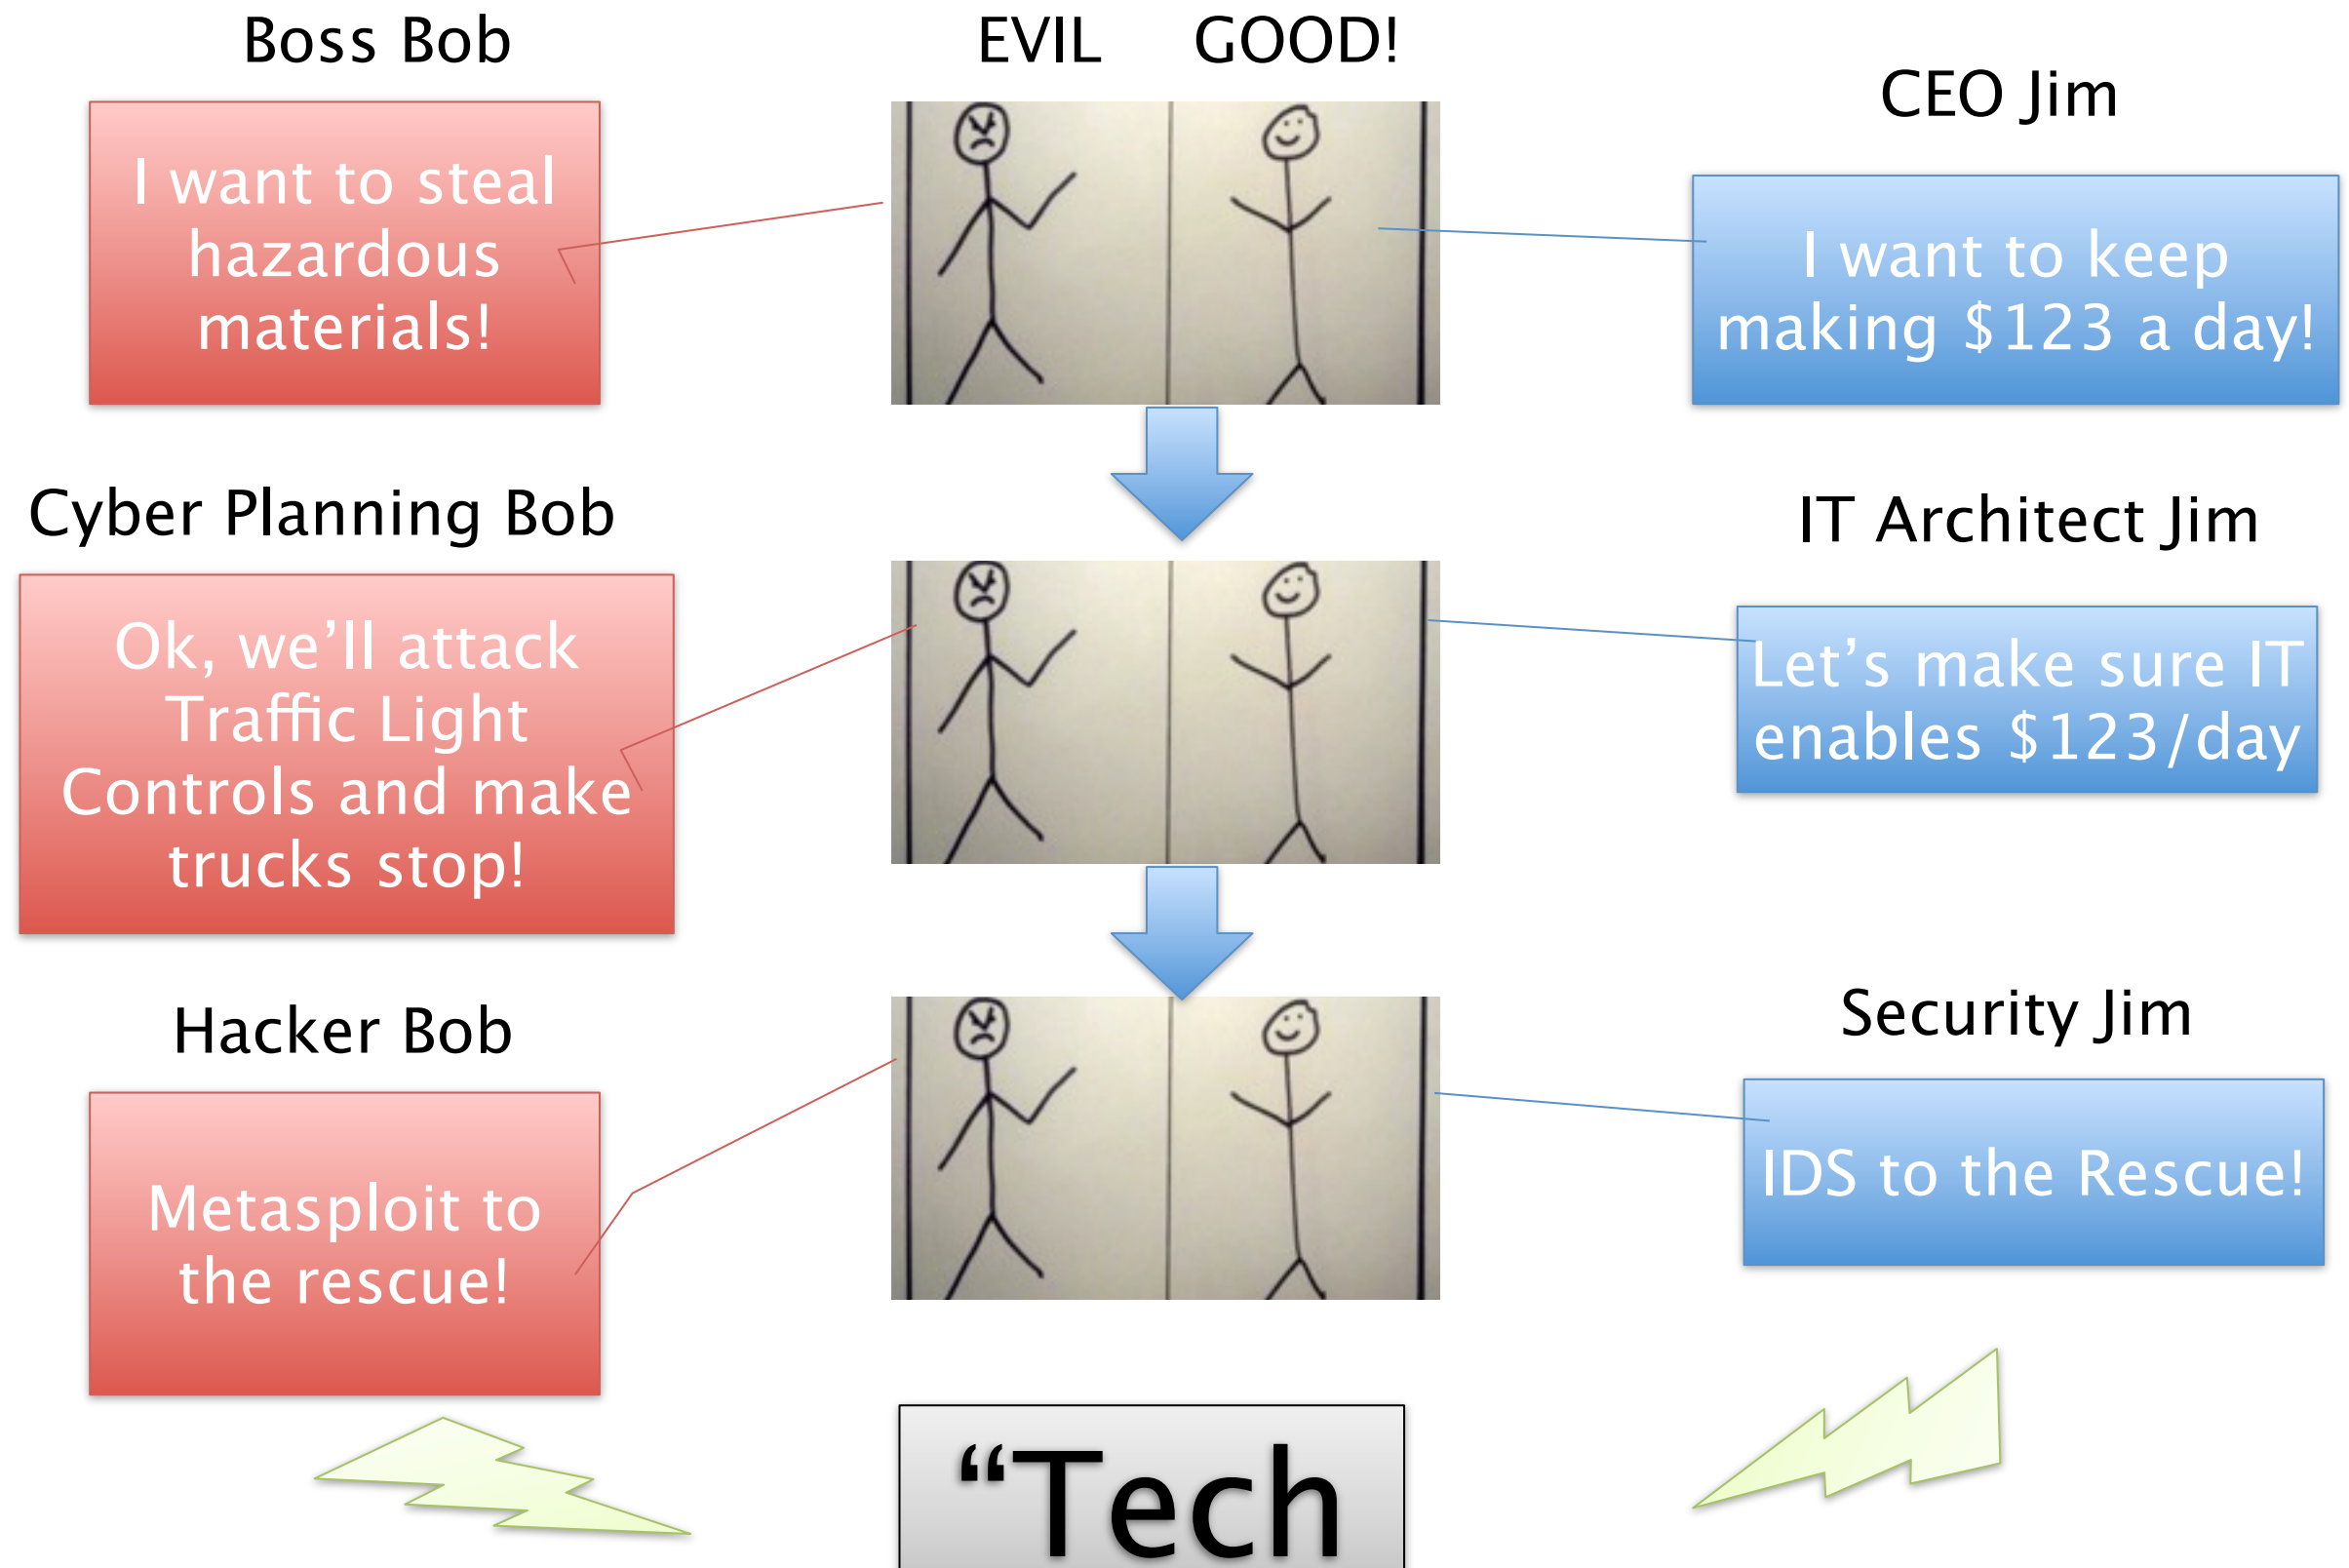 Boss Bob
EVIL GOOD!
CEO Jim
I want to steal
hazardous
materials!
I want to keep
making $123 a day!
Cyber Planning Bob
IT Architect Jim
Ok, we’ll attack
Traffic Light
Controls and make
trucks stop!
Let’s make sure IT
enables $123/day
Hacker Bob
Security Jim
Metasploit to
the rescue!
IDS to the Rescue!
“Tech